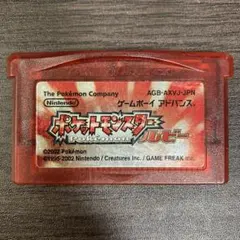 The Pokémon Company AGB-AXVJ-JPN
Nintendo ゲームボーイ アドバンス
ポケットモンスター
ルビー
©2002 Pokémon
©1995-2002 Nintendo / Creatures inc. / GAME FREAK inc.